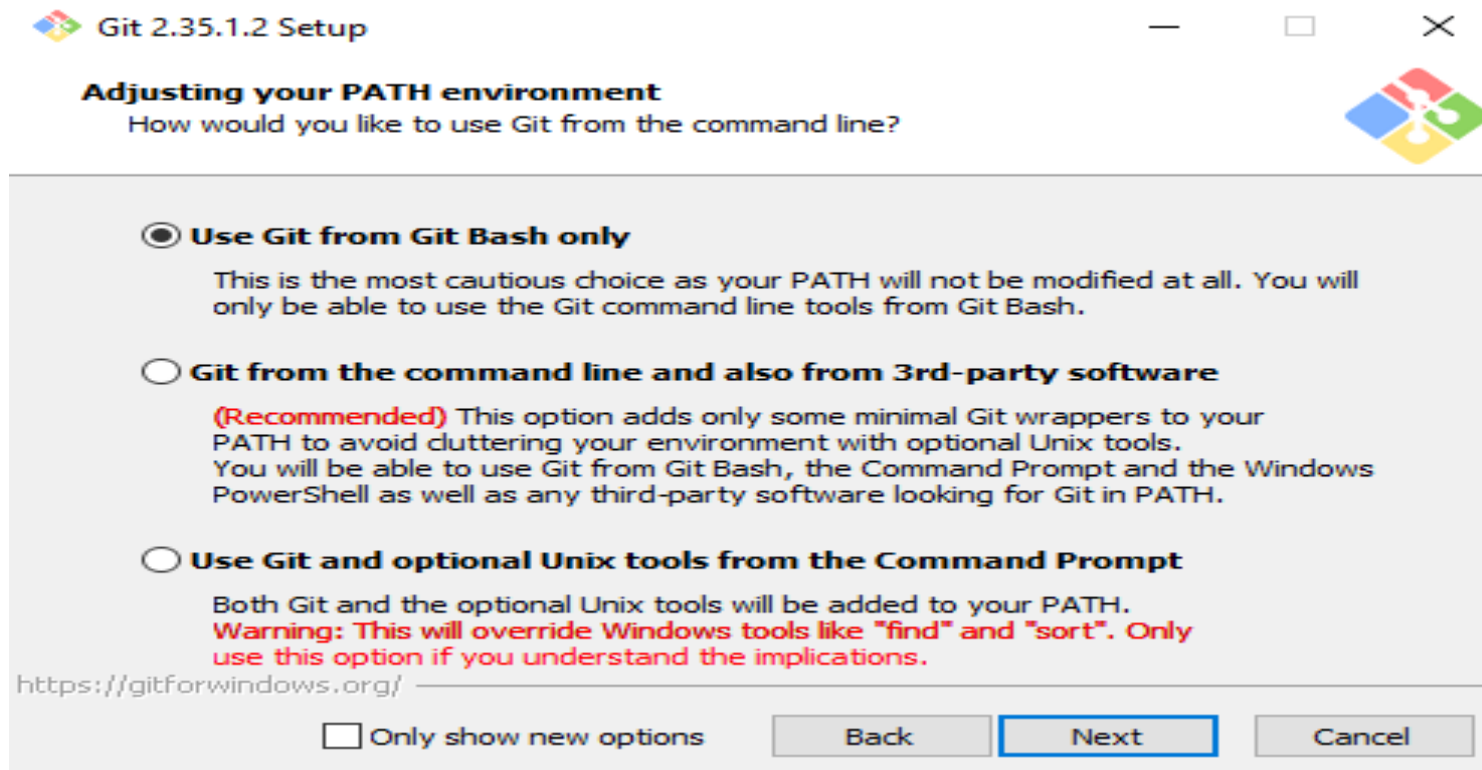 Git 2.35.1.2 Setup
Adjusting your PATH environment
How would you like to use Git from the command line?
Use Git from Git Bash only
This is the most cautious choice as your PATH will not be modified at all. You will
only be able to use the Git command line tools from Git Bash.
Git from the command line and also from 3rd-party software
(Recommended) This option adds only some minimal Git wrappers to your
PATH to avoid cluttering your environment with optional Unix tools.
You will be able to use Git from Git Bash, the Command Prompt and the Windows
PowerShell as well as any third-party software looking for Git in PATH.
Use Git and optional Unix tools from the Command Prompt
Both Git and the optional Unix tools will be added to your PATH.
Warning: This will override Windows tools like "find" and "sort". Only
use this option if you understand the implications.
https://gitforwindows.org/
Only show new options Back Next Cancel